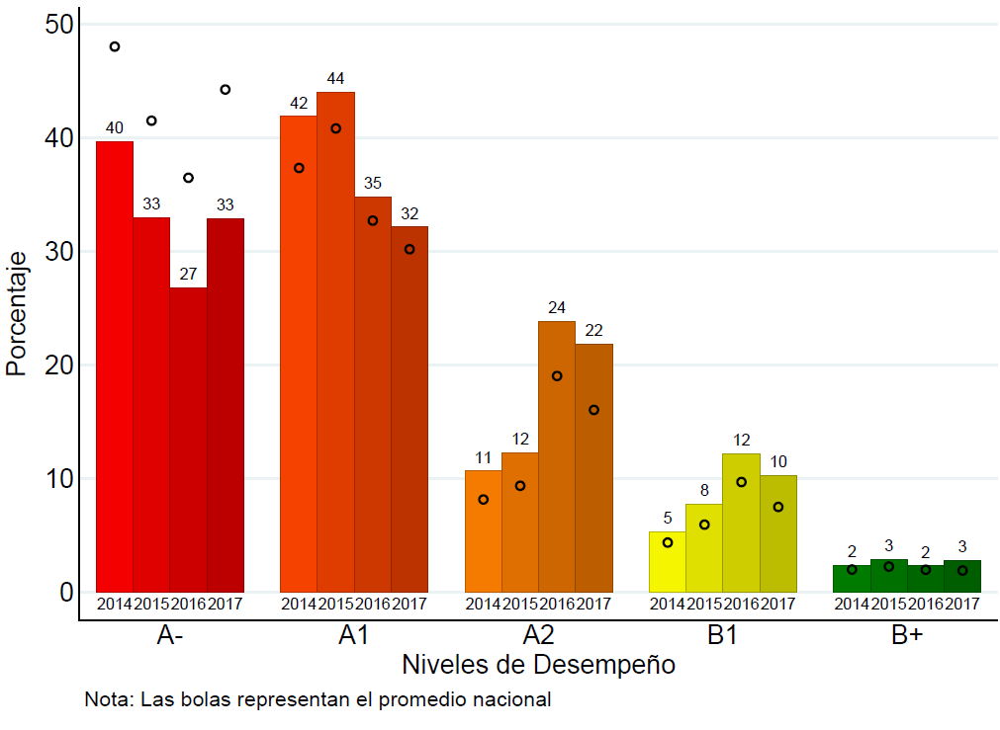 50
40
30
20
10
0
Porcentaje
40 33 27 33
42 44 35 32
11 12 24 22
5 8 12 10
2 3 2 3
2014 2015 2016 2017 2014 2015 2016 2017 2014 2015 2016 2017 2014 2015 2016 2017 2014 2015 2016 2017
A- A1 A2 B1 B+
Niveles de Desempeño
Nota: Las bolas representan el promedio nacional